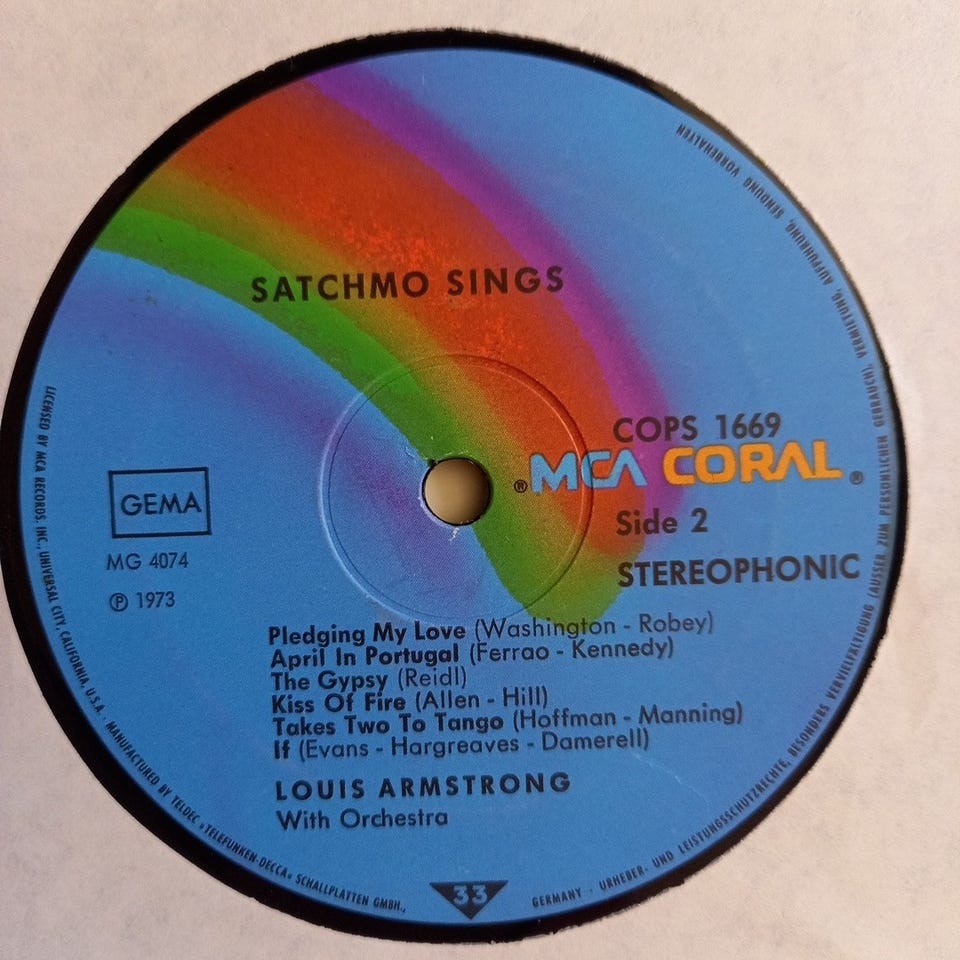 SATCHMO SINGS
COPS 1669
® MCA CORAL ®
Side 2
STEREOPHONIC
GEMA
MG 4074
℗ 1973
Pledging My Love (Washington - Robey)
April In Portugal (Ferrao - Kennedy)
The Gypsy (Reidl)
Kiss Of Fire (Allen - Hill)
Takes Two To Tango (Hoffman - Manning)
If (Evans - Hargreaves - Damerell)
LOUIS ARMSTRONG
With Orchestra
33
LICENSED BY MCA RECORDS, INC., UNIVERSAL CITY, CALIFORNIA, U.S.A. · MANUFACTURED BY TELDEC »TELEFUNKEN-DECCA« SCHALLPLATTEN GMBH., GERMANY · URHEBER- UND LEISTUNGSSCHUTZRECHTE, BESONDERS VERVIELFÄLTIGUNG (AUSSER ZUM PERSÖNLICHEN GEBRAUCH), VERMIETUNG, AUFFÜHRUNG, SENDUNG VORBEHALTEN